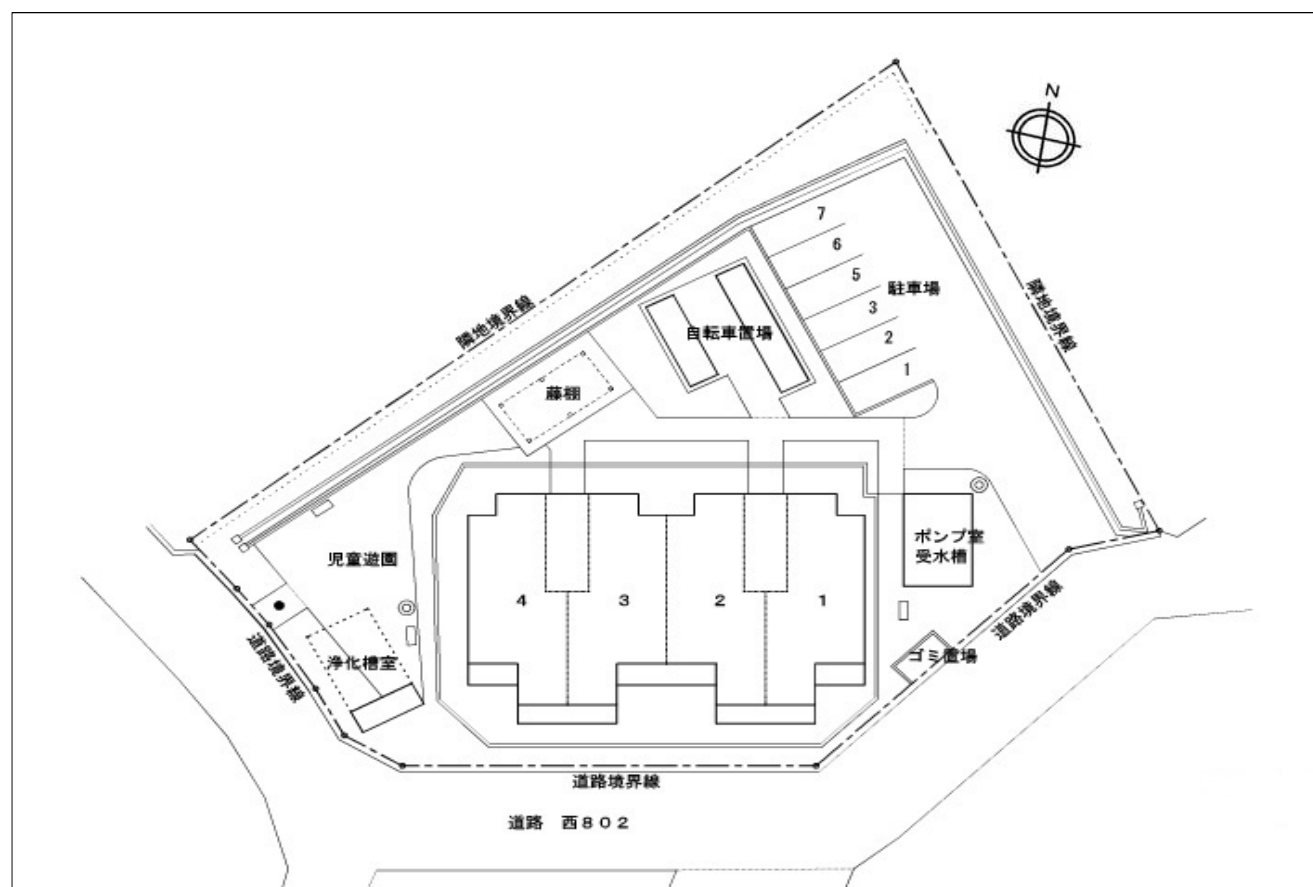 N
7
6
5
3
2
1
駐車場
隣地境界線
隣地境界線
自転車置場
藤棚
ポンプ室
受水槽
児童遊園
4
3
2
1
浄化槽室
道路境界線
ゴミ置場
道路境界線
道路境界線
道路 西802